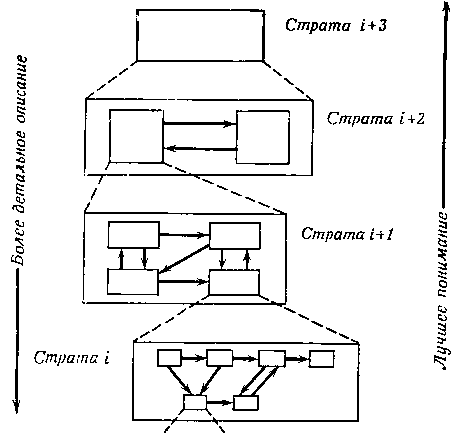 Страта i+3
Страта i+2
Страта i+1
Страта i
Более детальное описание
Лучшее понимание